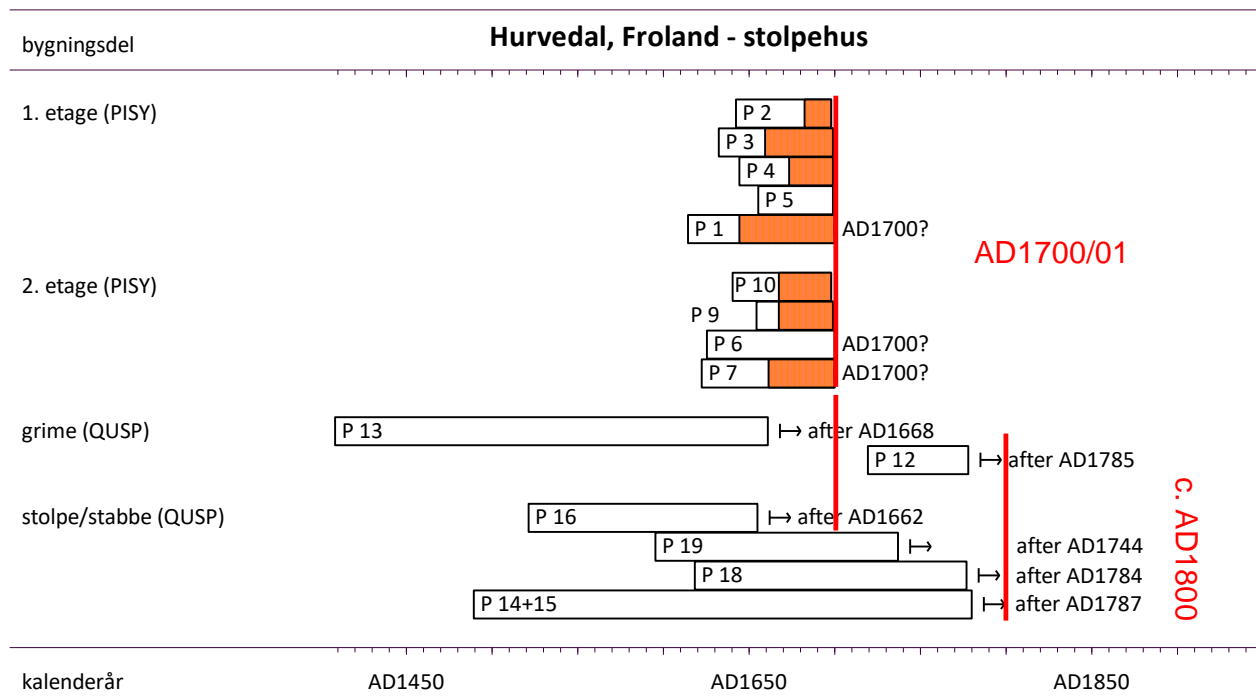 bygningsdel
Hurvedal, Froland - stolpehus
1. etage (PISY)
P 2
P 3
P 4
P 5
P 1 AD1700?
AD1700/01
2. etage (PISY)
P 10
P 9
P 6 AD1700?
P 7 AD1700?
grime (QUSP)
P 13 after AD1668
P 12 after AD1785
stolpe/stabbe (QUSP)
P 16 after AD1662
P 19 after AD1744
P 18 after AD1784
P 14+15 after AD1787
c. AD1800
kalenderår AD1450 AD1650 AD1850